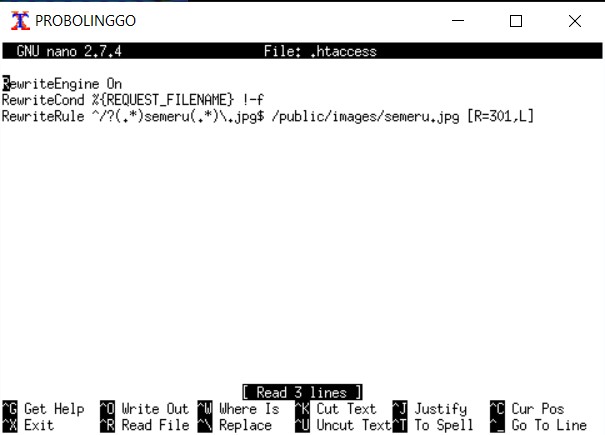 PROBOLINGGO
GNU nano 2.7.4 File: .htaccess
RewriteEngine On
RewriteCond %{REQUEST_FILENAME} !-f
RewriteRule ^/?(.*)semeru(.*)\.jpg$ /public/images/semeru.jpg [R=301,L]
[ Read 3 lines ]
^G Get Help ^O Write Out ^W Where Is ^K Cut Text ^J Justify ^C Cur Pos
^X Exit ^R Read File ^\ Replace ^U Uncut Text ^T To Spell ^_ Go To Line